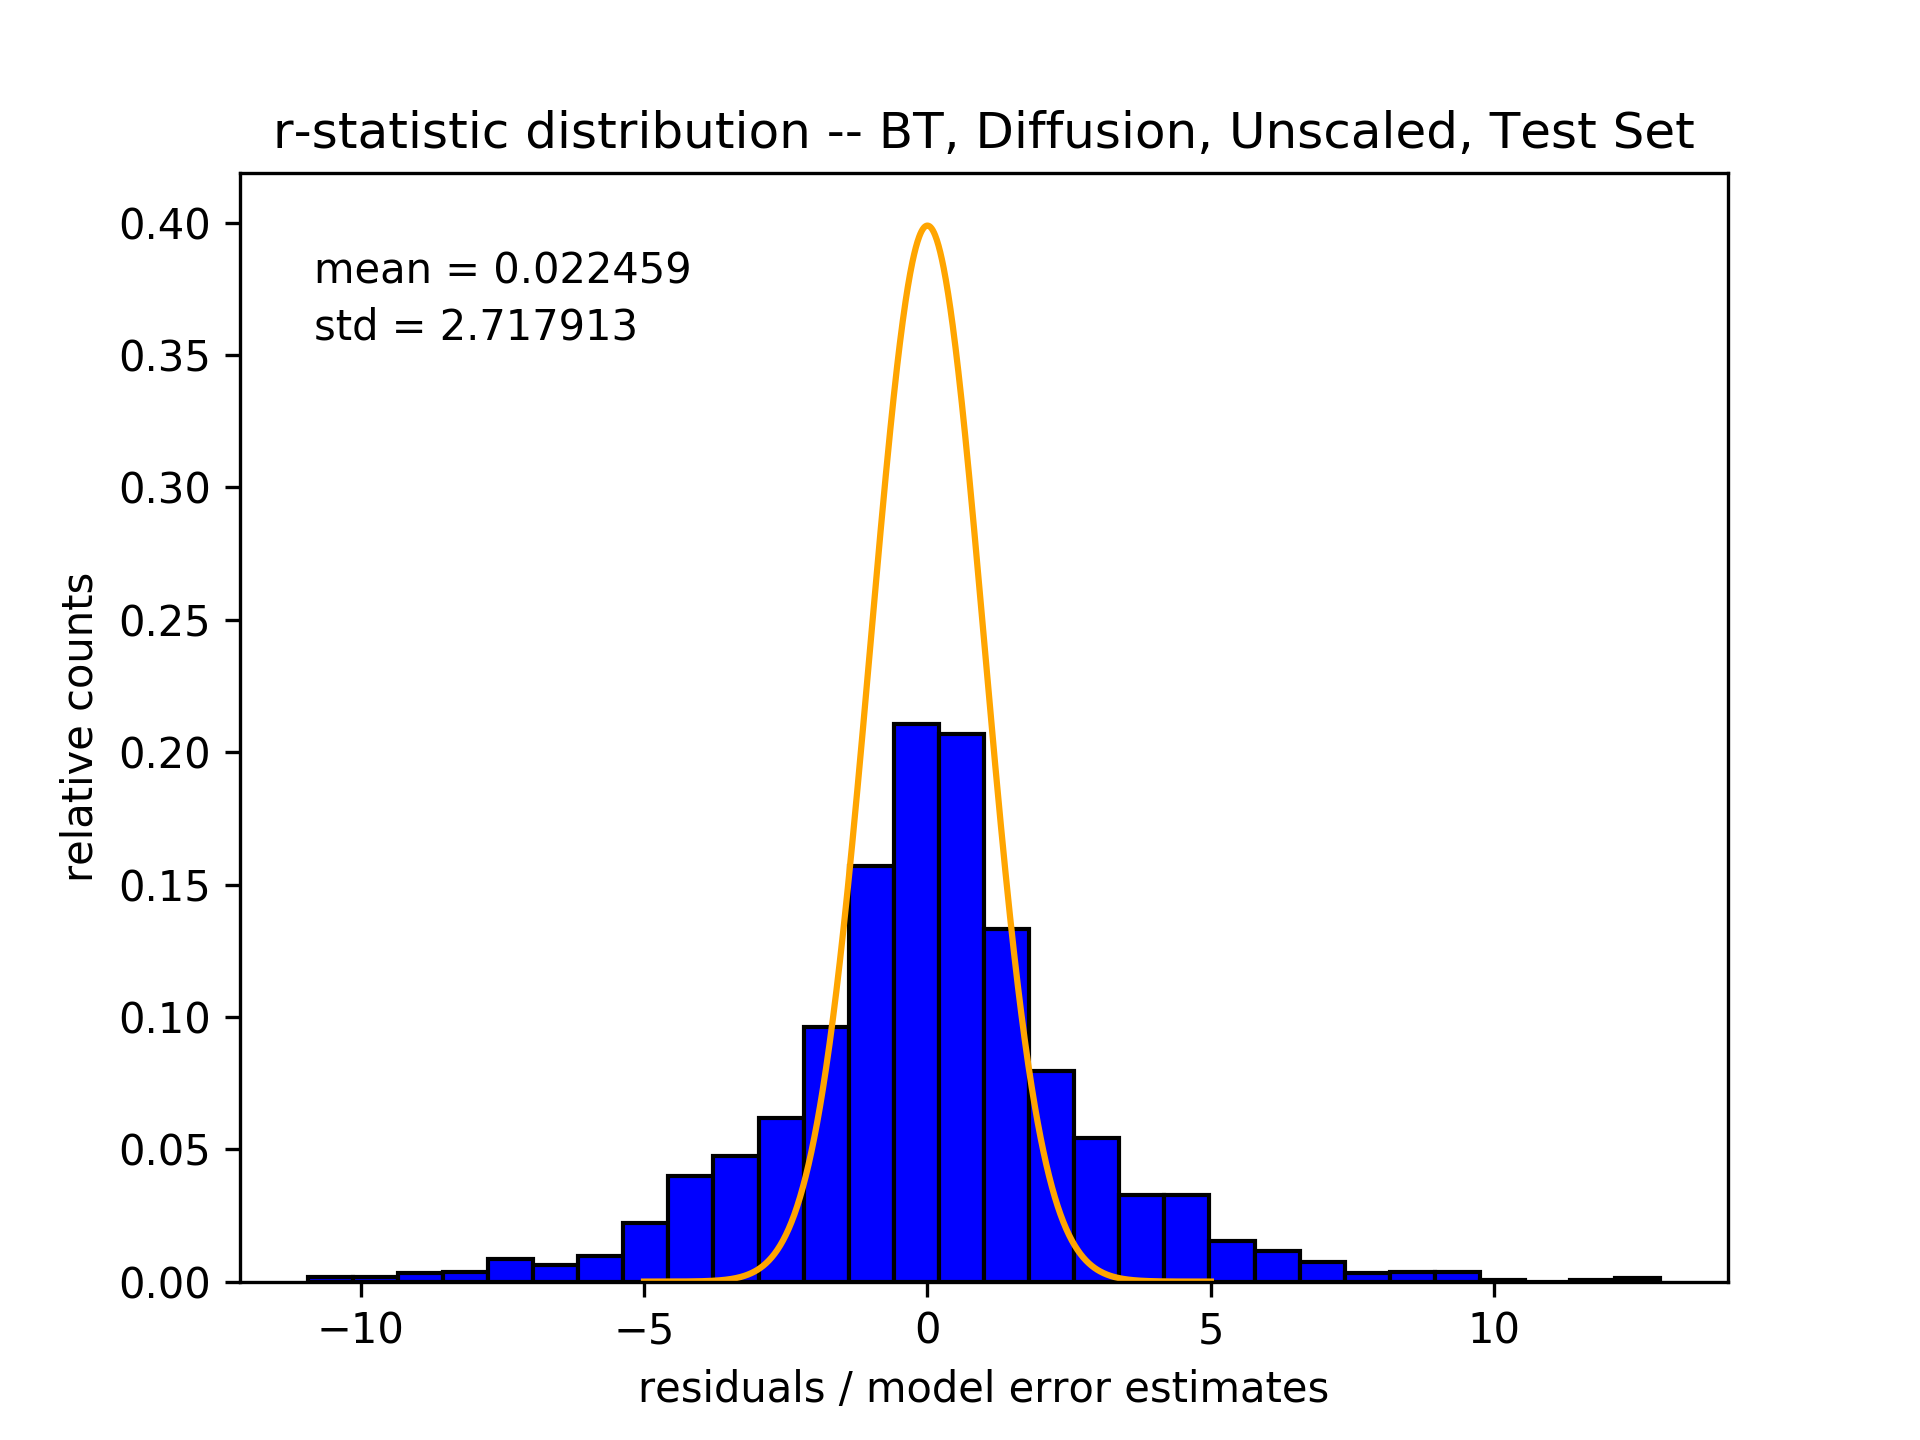 r-statistic distribution -- BT, Diffusion, Unscaled, Test Set
mean = 0.022459
std = 2.717913
0.40
0.35
0.30
0.25
0.20
0.15
0.10
0.05
0.00
relative counts
−10
−5
0
5
10
residuals / model error estimates